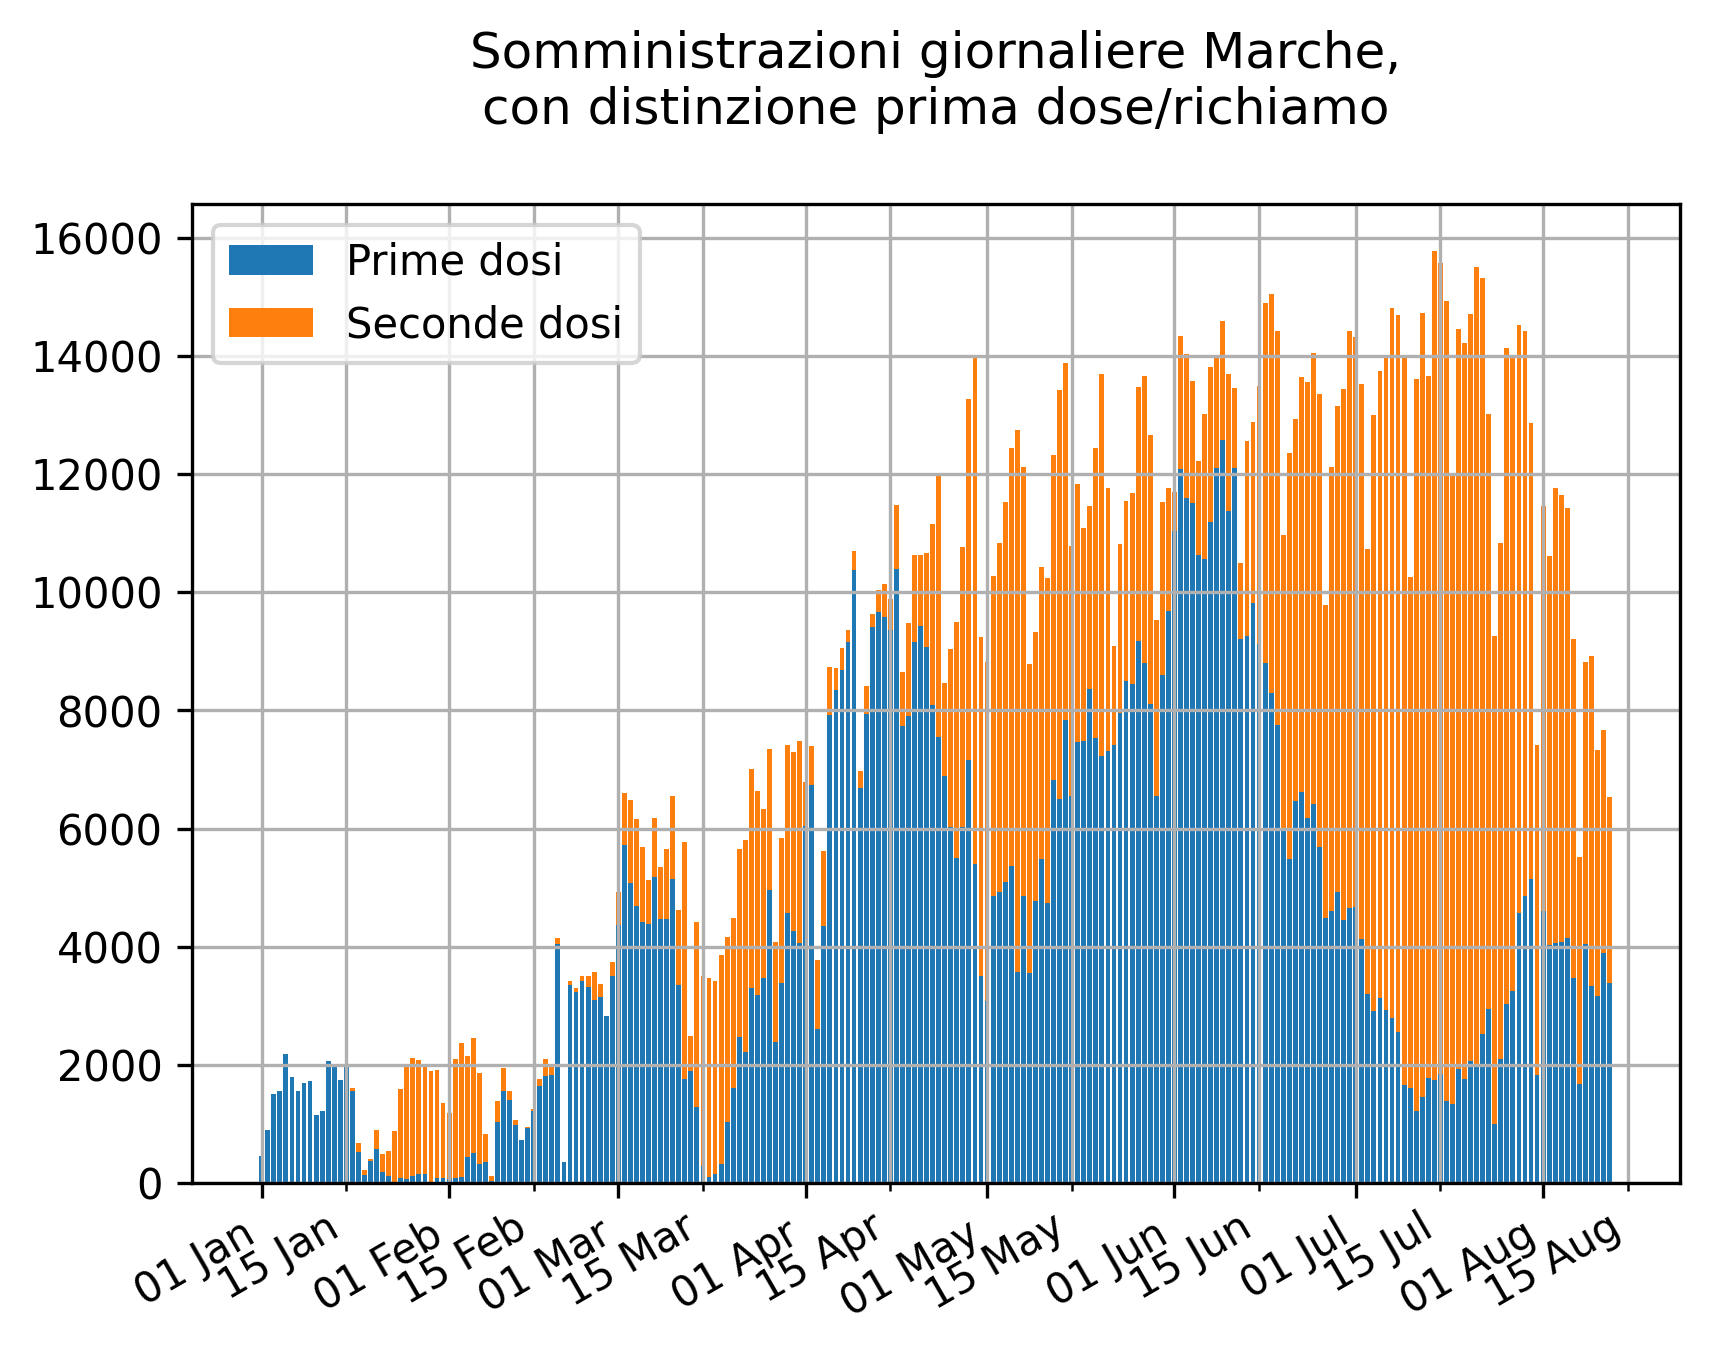 Somministrazioni giornaliere Marche,
con distinzione prima dose/richiamo
Prime dosi
Seconde dosi
16000
14000
12000
10000
8000
6000
4000
2000
0
01 Jan
15 Jan
01 Feb
15 Feb
01 Mar
15 Mar
01 Apr
15 Apr
01 May
15 May
01 Jun
15 Jun
01 Jul
15 Jul
01 Aug
15 Aug